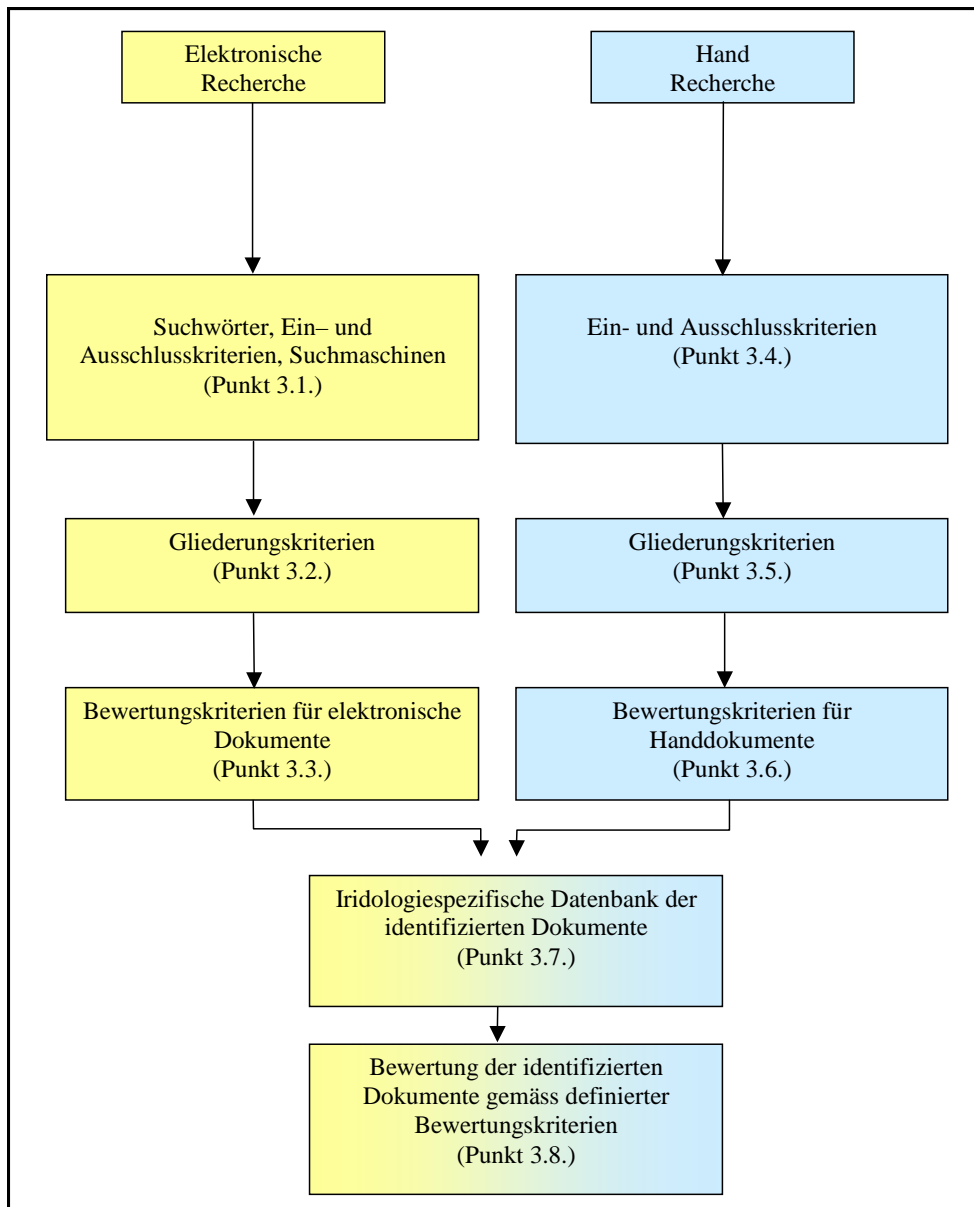 Elektronische
Recherche
Hand
Recherche
Suchwörter, Ein– und
Ausschlusskriterien, Suchmaschinen
(Punkt 3.1.)
Ein- und Ausschlusskriterien
(Punkt 3.4.)
Gliederungskriterien
(Punkt 3.2.)
Gliederungskriterien
(Punkt 3.5.)
Bewertungskriterien für elektronische
Dokumente
(Punkt 3.3.)
Bewertungskriterien für
Handdokumente
(Punkt 3.6.)
Iridologiespezifische Datenbank der
identifizierten Dokumente
(Punkt 3.7.)
Bewertung der identifizierten
Dokumente gemäss definierter
Bewertungskriterien
(Punkt 3.8.)